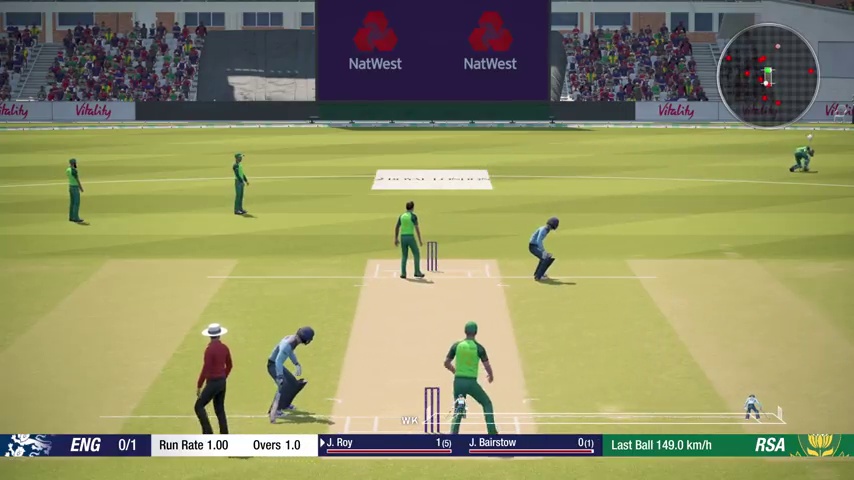 NatWest NatWest
Vitality Vitality Vitality
WK
ENG 0/1 Run Rate 1.00 Overs 1.0 J. Roy 1(5) J. Bairstow 0(1) Last Ball 149.0 km/h RSA